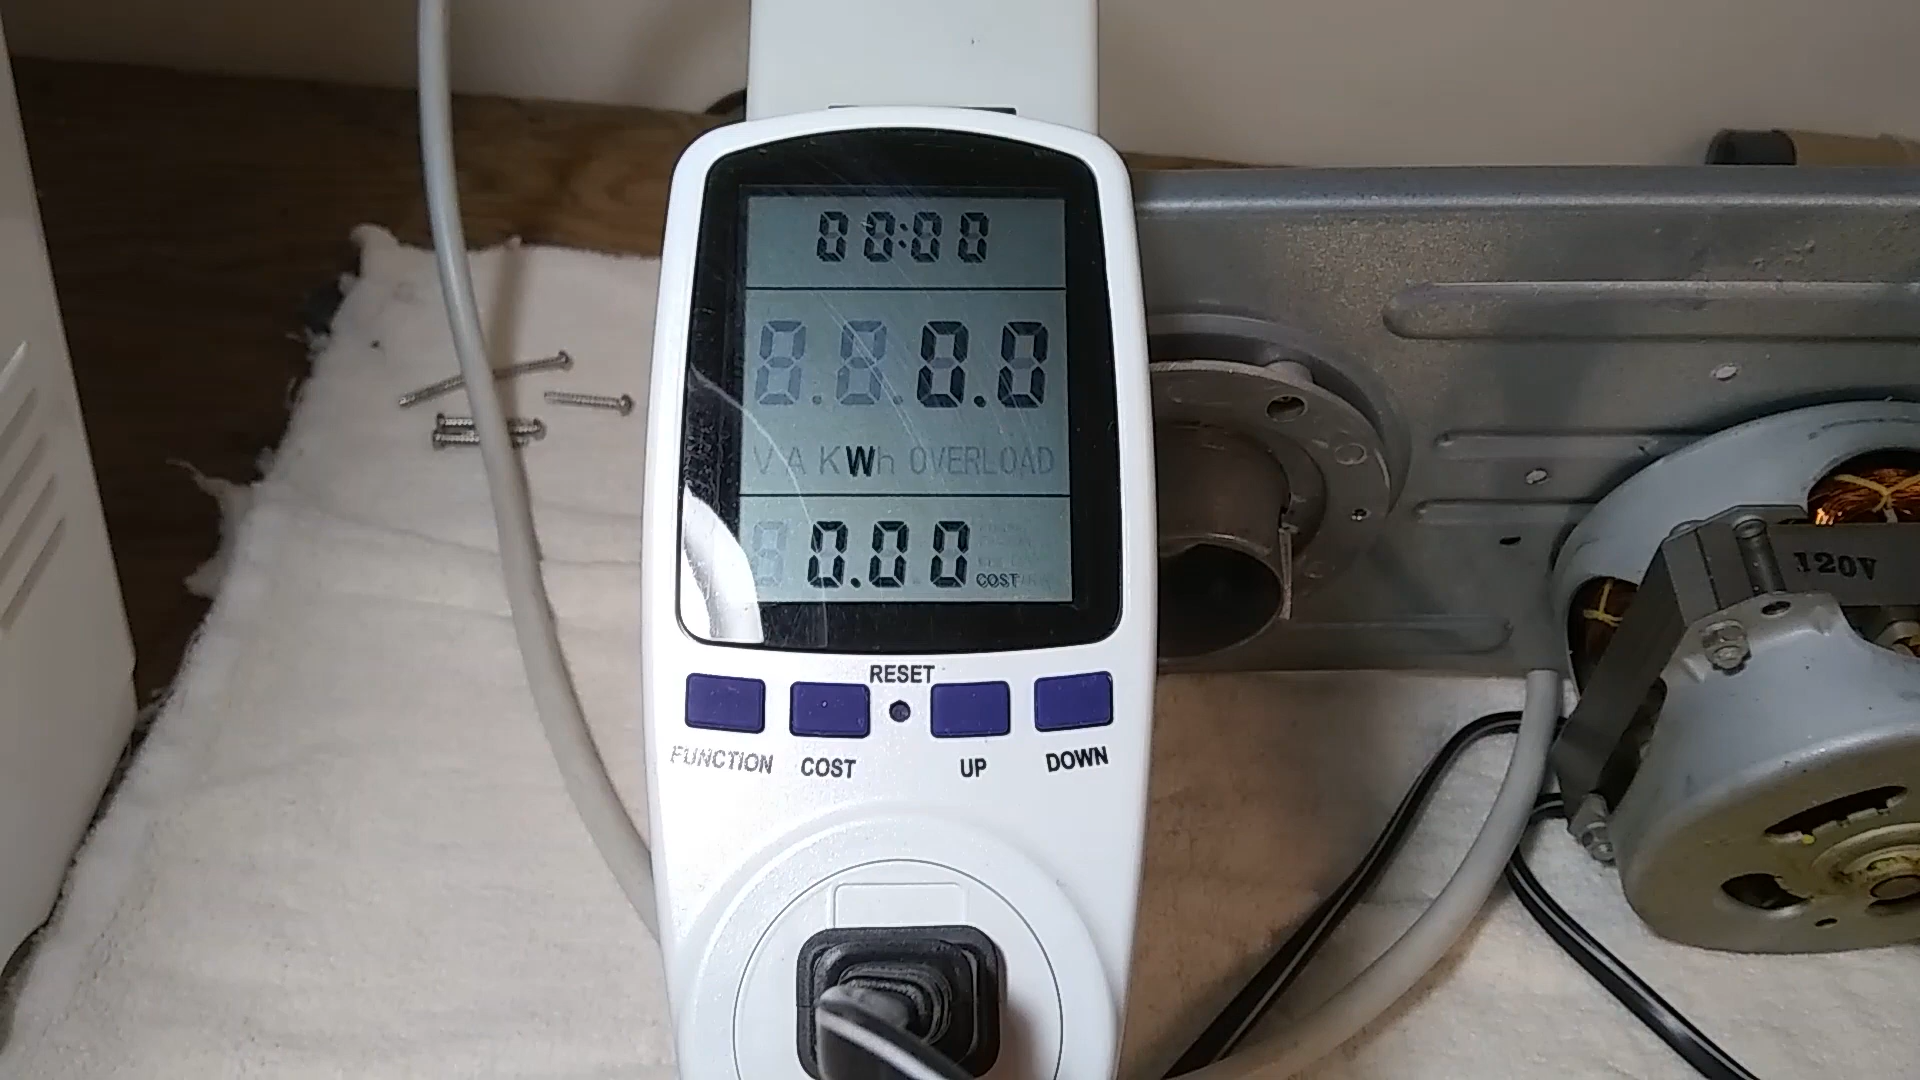 00:00
0.0
V A KWh OVERLOAD
0.00
COST
RESET
FUNCTION COST UP DOWN
120V